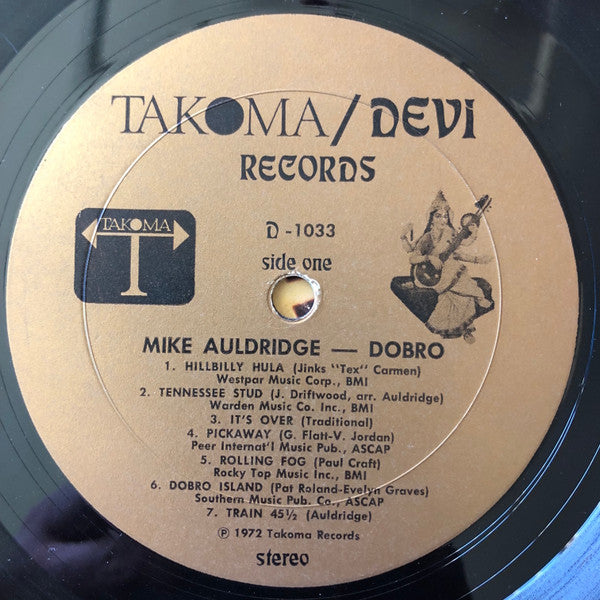 TAKOMA/DEVI
RECORDS
TAKOMA
T
D-1033
side one
MIKE AULDRIDGE — DOBRO
1. HILLBILLY HULA (Jinks "Tex" Carmen)
Westpar Music Corp., BMI
2. TENNESSEE STUD (J. Driftwood, arr. Auldridge)
Warden Music Co. Inc., BMI
3. IT'S OVER (Traditional)
4. PICKAWAY (G. Flatt-V. Jordan)
Peer Internat'l Music Pub., ASCAP
5. ROLLING FOG (Paul Craft)
Rocky Top Music Inc., BMI
6. DOBRO ISLAND (Pat Roland-Evelyn Graves)
Southern Music Pub. Co., ASCAP
7. TRAIN 45½ (Auldridge)
℗ 1972 Takoma Records
stereo